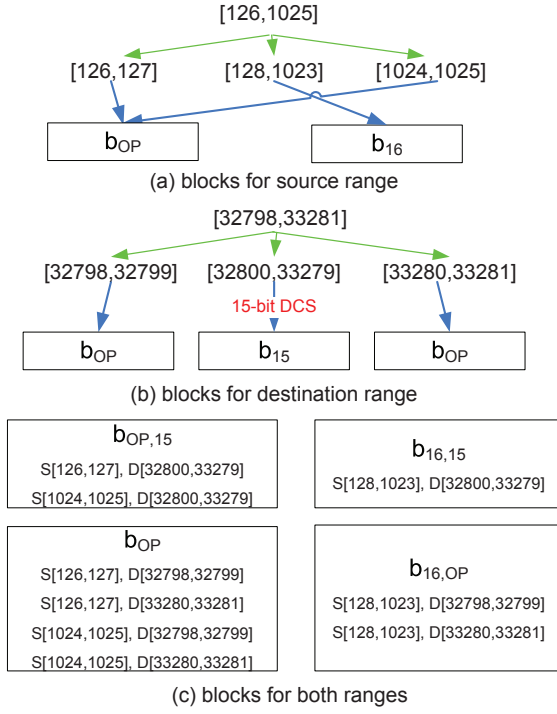 [126,1025]
[126,127] [128,1023] [1024,1025]
bOP b16
(a) blocks for source range
[32798,33281]
[32798,32799] [32800,33279] [33280,33281]
15-bit DCS
bOP b15 bOP
(b) blocks for destination range
bOP,15
S[126,127], D[32800,33279]
S[1024,1025], D[32800,33279]
b16,15
S[128,1023], D[32800,33279]
bOP
S[126,127], D[32798,32799]
S[126,127], D[33280,33281]
S[1024,1025], D[32798,32799]
S[1024,1025], D[33280,33281]
b16,OP
S[128,1023], D[32798,32799]
S[128,1023], D[33280,33281]
(c) blocks for both ranges